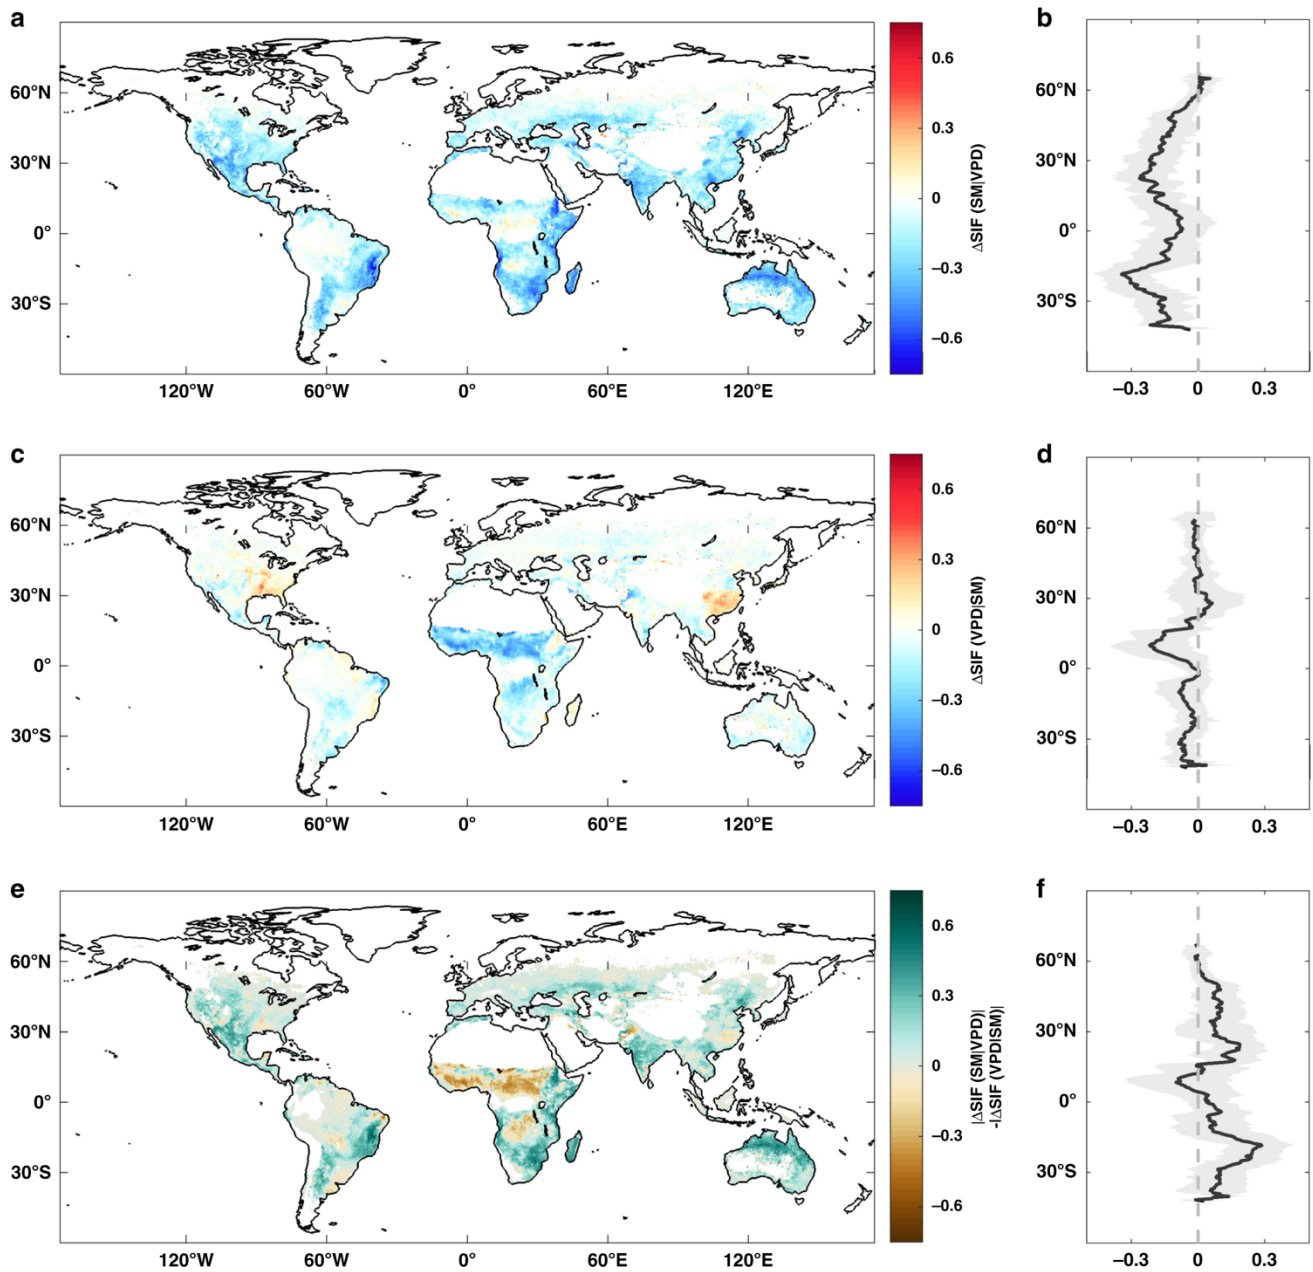 a
60°N
30°N
0°
30°S
120°W 60°W 0° 60°E 120°E
0.6
0.3
0
−0.3
−0.6
ΔSIF (SM|VPD)
b
60°N
30°N
0°
30°S
−0.3 0 0.3
c
60°N
30°N
0°
30°S
120°W 60°W 0° 60°E 120°E
0.6
0.3
0
−0.3
−0.6
ΔSIF (VPD|SM)
d
60°N
30°N
0°
30°S
−0.3 0 0.3
e
60°N
30°N
0°
30°S
120°W 60°W 0° 60°E 120°E
0.6
0.3
0
−0.3
−0.6
|ΔSIF (SM|VPD)|
-|ΔSIF (VPD|SM)|
f
60°N
30°N
0°
30°S
−0.3 0 0.3